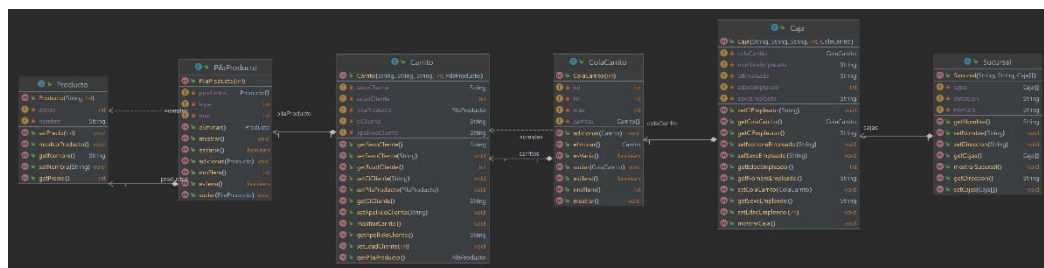 Producto
Producto(String, int)
precio int
nombre String
setPrecio(int) void
mostrarProducto() void
getNombre() String
setNombre(String) void
getPrecio() int
«create»
productos
PilaProducto
PilaProducto(int)
productos Producto[]
tope int
max int
eliminar() Producto
mostrar() void
esVacia() boolean
adicionar(Producto) void
nroElem() int
esLlena() boolean
vaciar(PilaProducto) void
pilaProducto
Carrito
Carrito(String, String, String, int, PilaProducto)
sexoCliente String
edadCliente int
pilaProducto PilaProducto
ciCliente String
apellidoCliente String
getSexoCliente() String
setSexoCliente(String) void
getEdadCliente() int
setCiCliente(String) void
setPilaProducto(PilaProducto) void
getCiCliente() String
setApellidoCliente(String) void
mostrarCarrito() void
getApellidoCliente() String
setEdadCliente(int) void
getPilaProducto() PilaProducto
«create»
carritos
ColaCarrito
ColaCarrito(int)
ini int
fin int
max int
carritos Carrito[]
adicionar(Carrito) void
eliminar() Carrito
esVacia() boolean
vaciar(ColaCarrito) void
esLlena() boolean
nroElem() int
mostrar() void
colaCarrito
Caja
Caja(String, String, String, int, ColaCarrito)
colaCarrito ColaCarrito
nombreEmpleado String
ciEmpleado String
edadEmpleado int
sexoEmpleado String
setCiEmpleado(String) void
getColaCarrito() ColaCarrito
getCiEmpleado() String
setNombreEmpleado(String) void
setSexoEmpleado(String) void
getEdadEmpleado() int
getNombreEmpleado() String
setColaCarrito(ColaCarrito) void
getSexoEmpleado() String
setEdadEmpleado(int) void
mostrarCaja() void
cajas
Sucursal
Sucursal(String, String, Caja[])
cajas Caja[]
direccion String
nombre String
getNombre() String
setNombre(String) void
setDireccion(String) void
getCajas() Caja[]
mostrarSucursal() void
getDireccion() String
setCajas(Caja[]) void